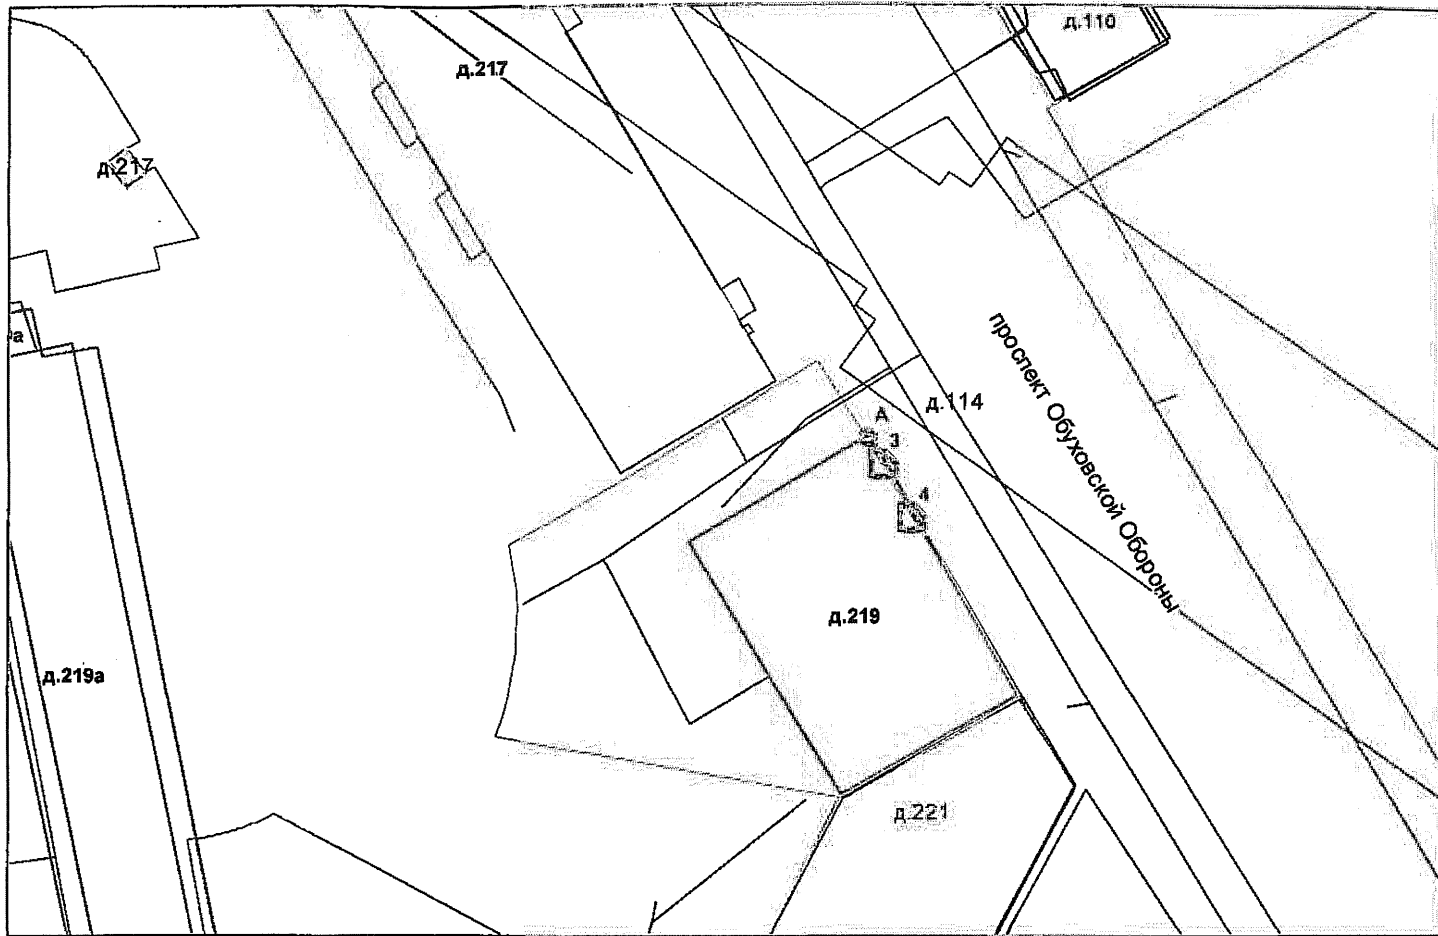 д.110
д.217
д.217
а
проспект Обуховской Обороны
д.114
А
3
4
д.219
д.219а
д.221